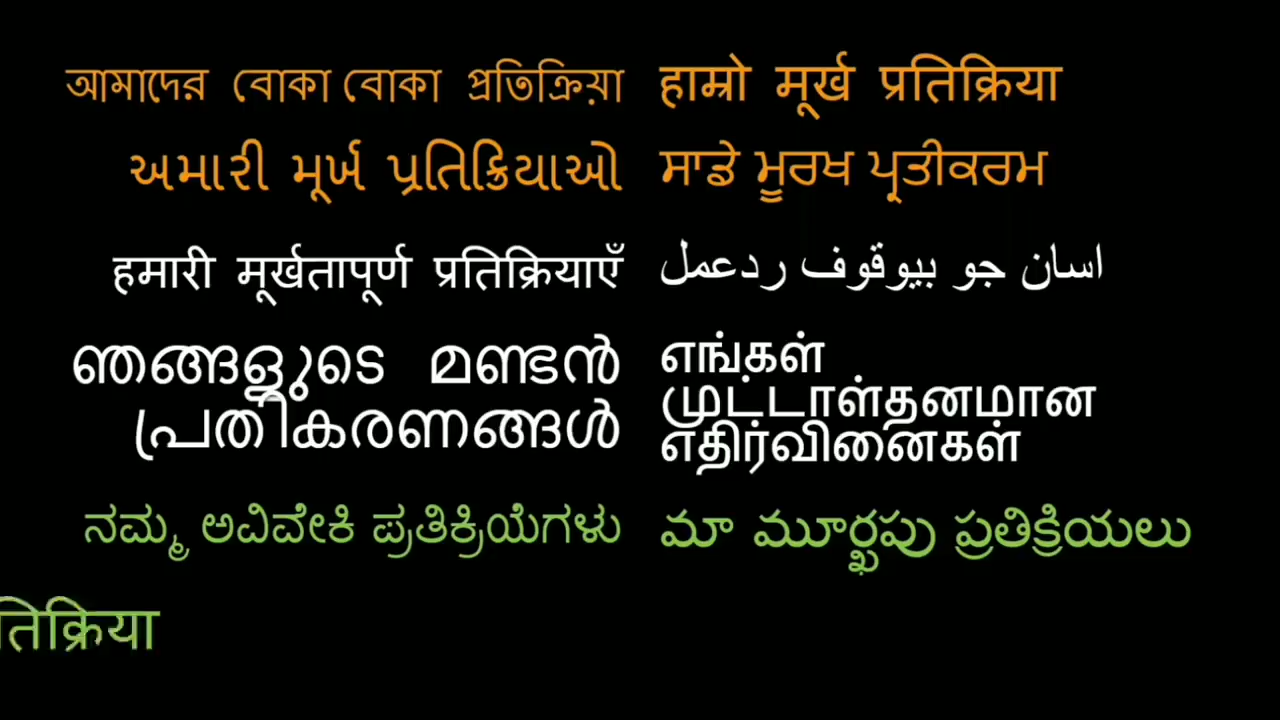 আমাদের বোকা বোকা প্রতিক্রিয়া
हाम्रो मूर्ख प्रतिक्रिया
અમારી મૂર્ખ પ્રતિક્રિયાઓ
ਸਾਡੇ ਮੂਰਖ ਪ੍ਰਤੀਕਰਮ
हमारी मूर्खतापूर्ण प्रतिक्रियाएँ
اسان جو بيوقوف ردعمل
ഞങ്ങളുടെ മണ്ടൻ
പ്രതികരണങ്ങൾ
எங்கள்
முட்டாள்தனமான
எதிர்வினைகள்
ನಮ್ಮ ಅವಿವೇಕಿ ಪ್ರತಿಕ್ರಿಯೆಗಳು
మా మూర్ఖపు ప్రతిక్రియలు
तिक्रिया